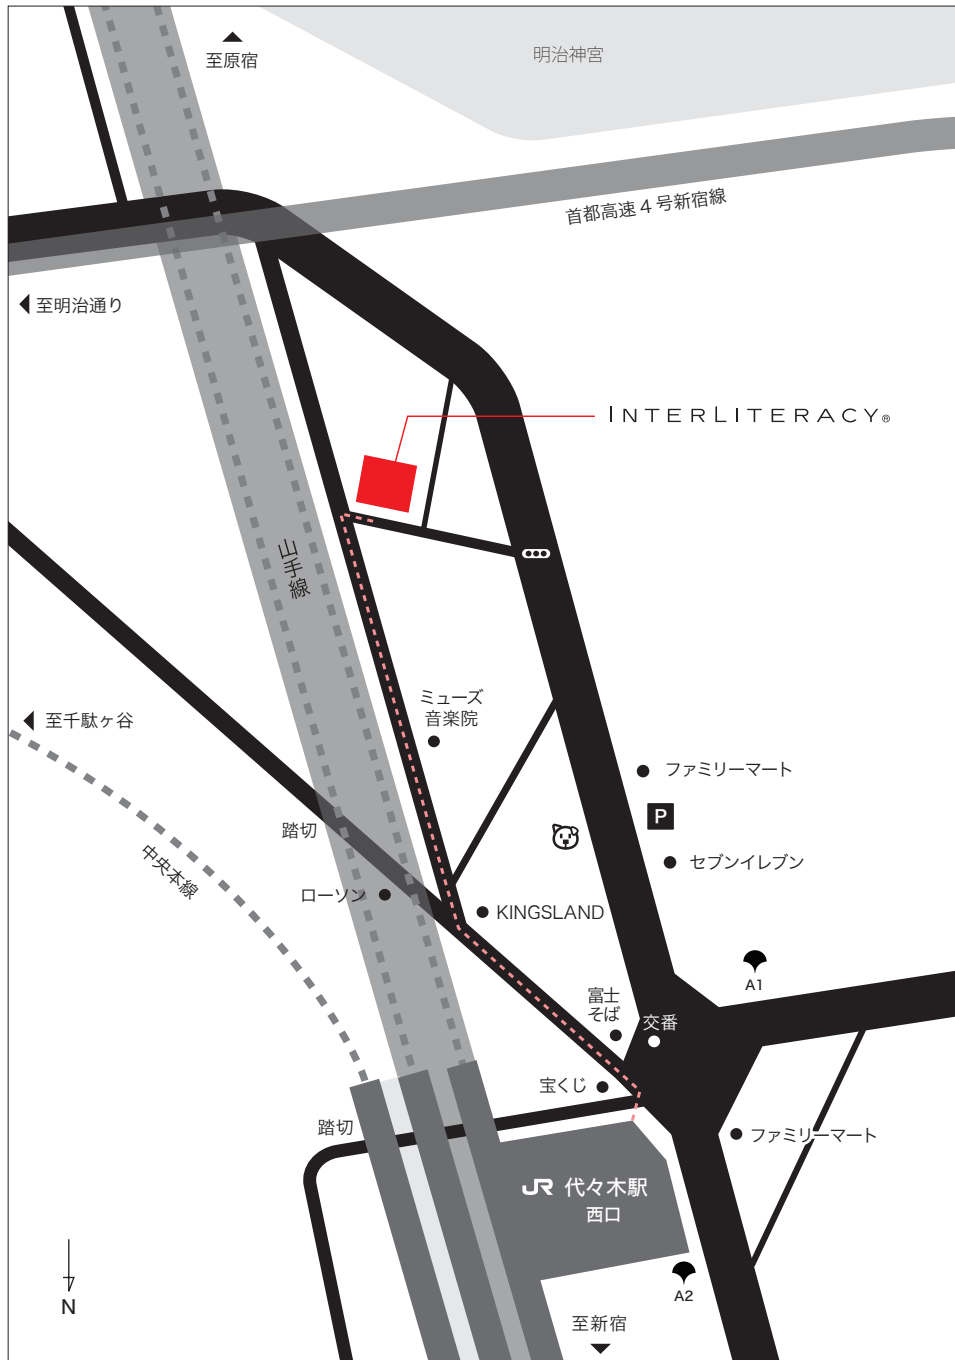 至原宿
明治神宮
首都高速4号新宿線
至明治通り
INTERLITERACY®
山手線
ミューズ
音楽院
至千駄ヶ谷
ファミリーマート
P
踏切
中央本線
セブンイレブン
ローソン
KINGSLAND
A1
富士
そば
交番
宝くじ
踏切
ファミリーマート
JR 代々木駅
西口
N
A2
至新宿